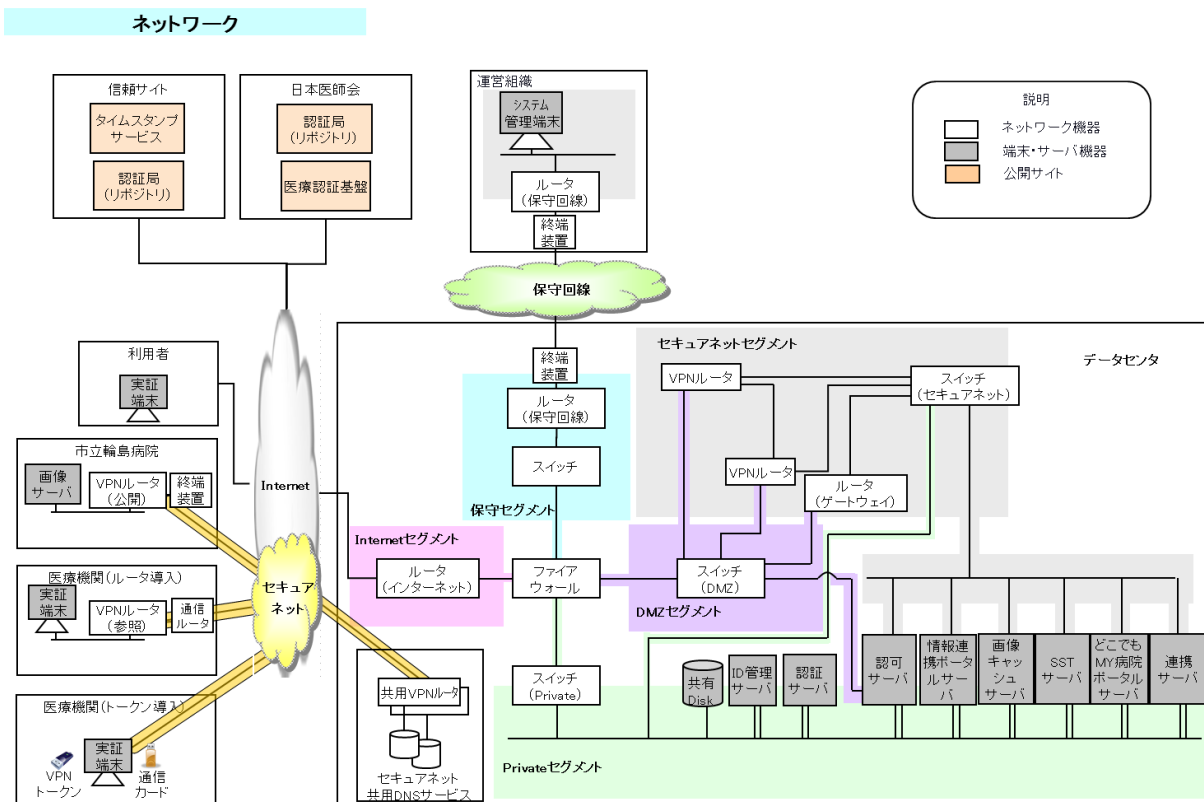 ネットワーク
信頼サイト
タイムスタンプ
サービス
認証局
(リポジトリ)
日本医師会
認証局
(リポジトリ)
医療認証基盤
運営組織
システム
管理端末
ルータ
(保守回線)
終端
装置
説明
ネットワーク機器
端末・サーバ機器
公開サイト
保守回線
利用者
実証
端末
市立輪島病院
画像
サーバ
VPNルータ
(公開)
終端
装置
医療機関(ルータ導入)
実証
端末
VPNルータ
(参照)
通信
ルータ
医療機関(トークン導入)
実証
端末
VPN
トークン
通信
カード
Internet
セキュア
ネット
データセンタ
終端
装置
ルータ
(保守回線)
スイッチ
保守セグメント
セキュアネットセグメント
VPNルータ
スイッチ
(セキュアネット)
VPNルータ
ルータ
(ゲートウェイ)
Internetセグメント
ルータ
(インターネット)
ファイア
ウォール
スイッチ
(DMZ)
DMZセグメント
共用VPNルータ
セキュアネット
共用DNSサービス
スイッチ
(Private)
共有
Disk
ID管理
サーバ
認証
サーバ
認可
サーバ
情報連
携ポータ
ルサーバ
画像
キャッ
シュ
サーバ
SST
サーバ
どこでも
MY病院
ポータル
サーバ
連携
サーバ
Privateセグメント